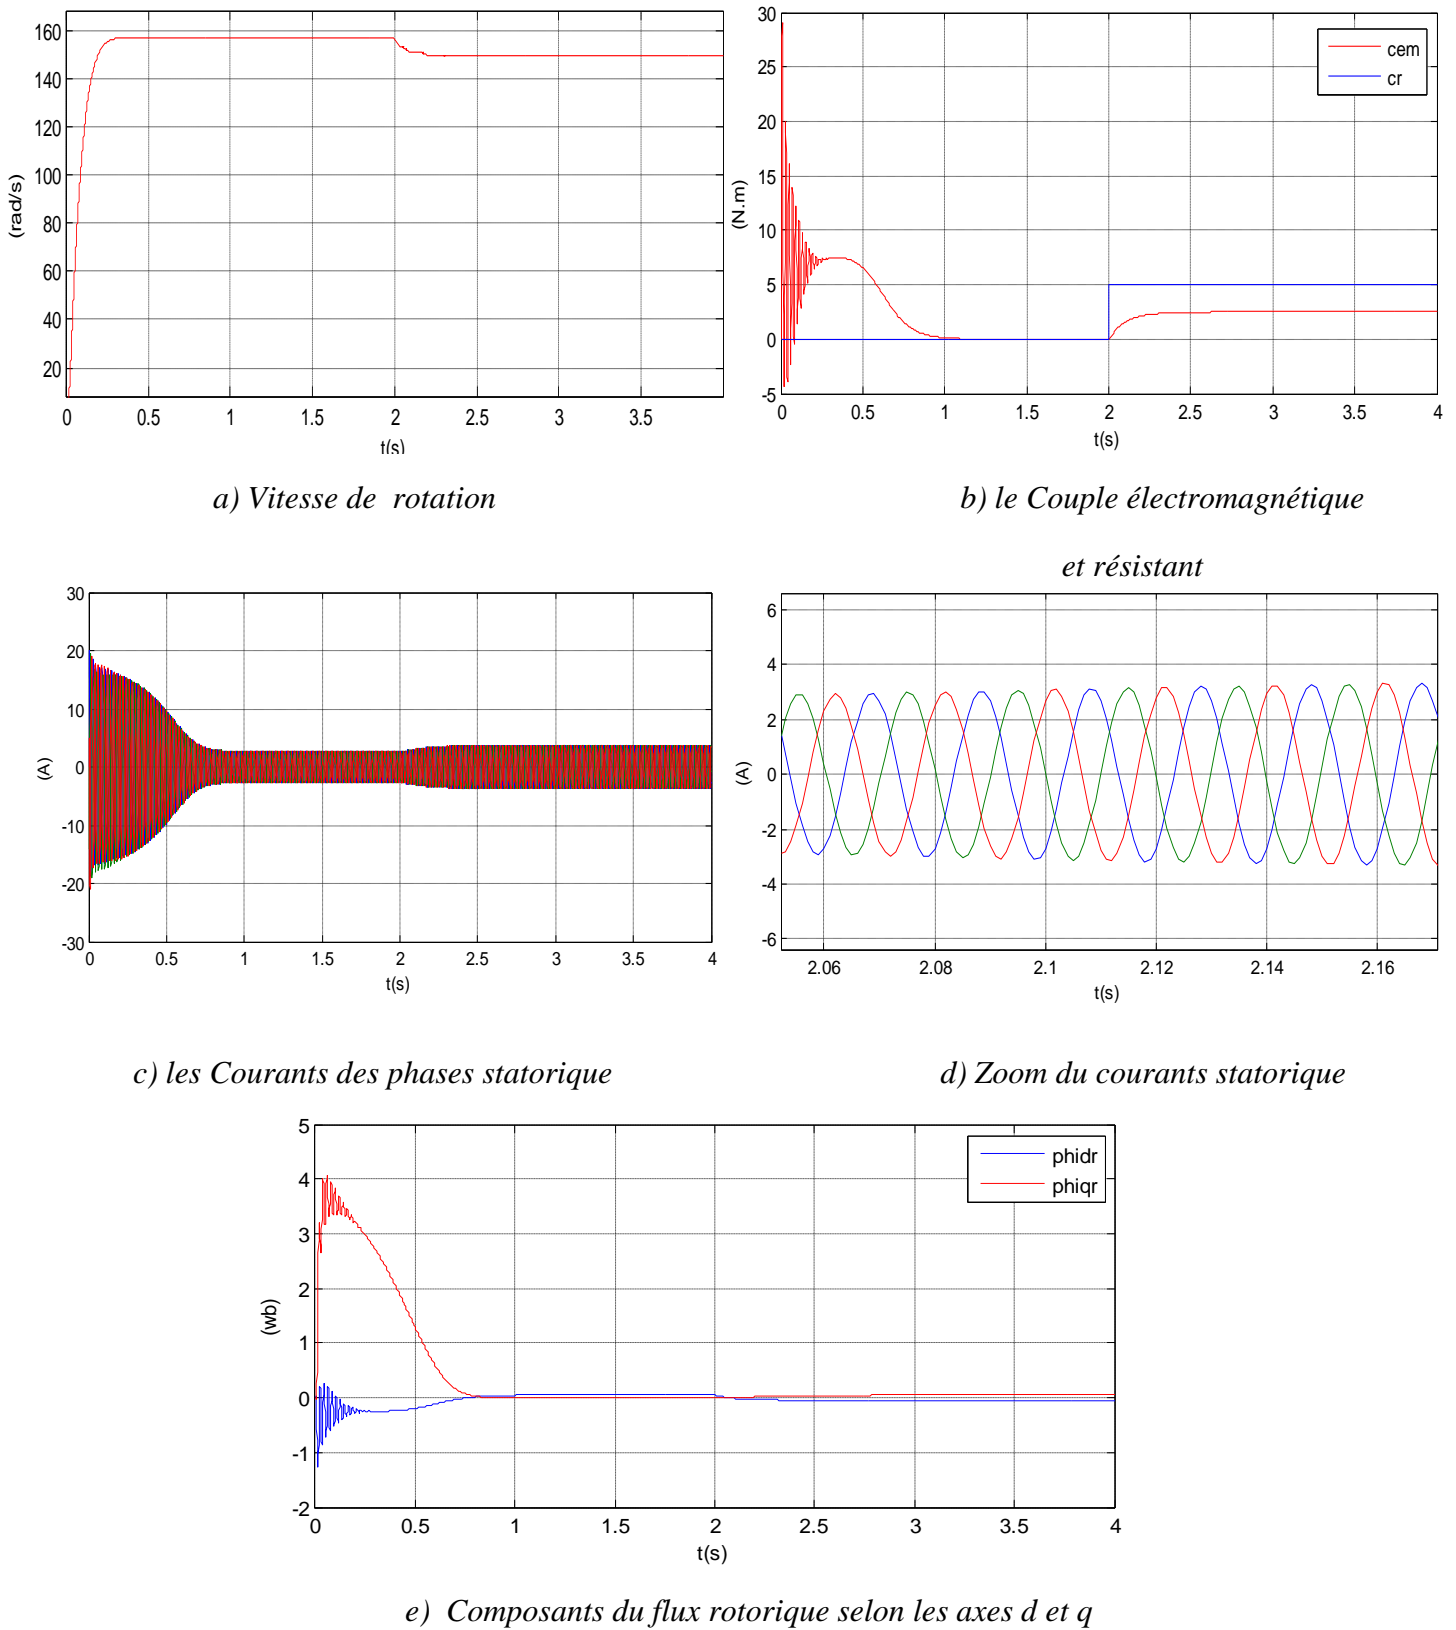 160
140
120
100
80
60
40
20
(rad/s)
0 0.5 1 1.5 2 2.5 3 3.5
t(s)
30
25
20
15
10
5
0
-5
(N.m)
cem
cr
0 0.5 1 1.5 2 2.5 3 3.5 4
t(s)
a) Vitesse de rotation
b) le Couple électromagnétique
et résistant
30
20
10
0
-10
-20
-30
(A)
0 0.5 1 1.5 2 2.5 3 3.5 4
t(s)
6
4
2
0
-2
-4
-6
(A)
2.06 2.08 2.1 2.12 2.14 2.16
t(s)
c) les Courants des phases statorique
d) Zoom du courants statorique
5
4
3
2
1
0
-1
-2
(wb)
phidr
phiqr
0 0.5 1 1.5 2 2.5 3 3.5 4
t(s)
e) Composants du flux rotorique selon les axes d et q